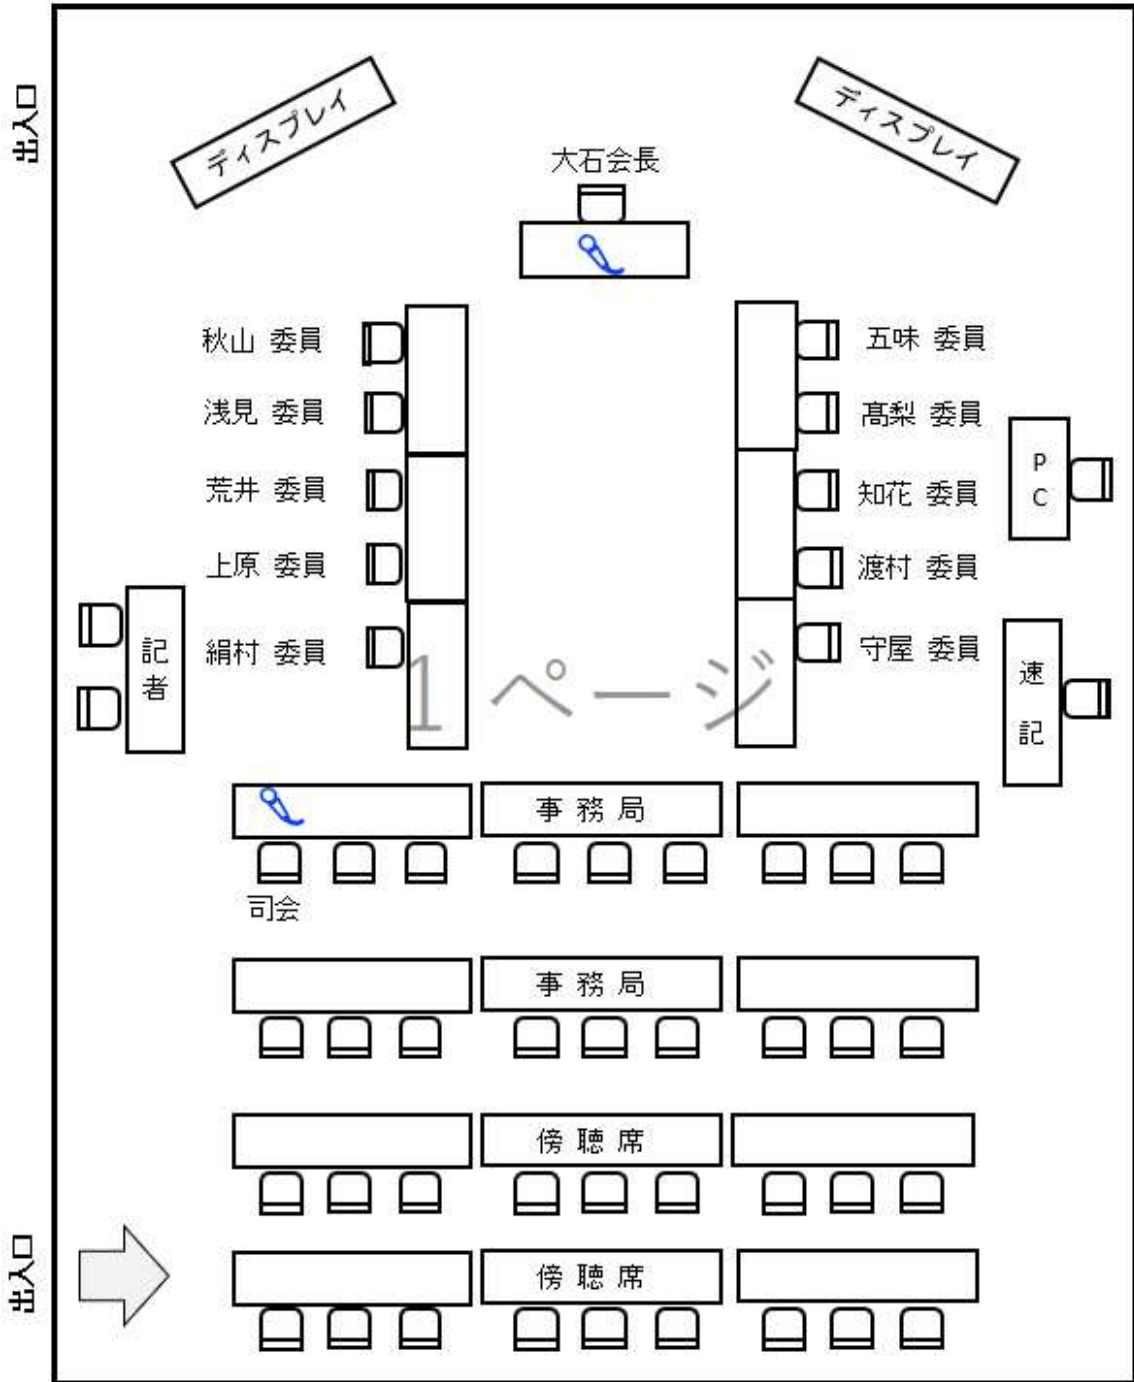 出入口
ディスプレイ
ディスプレイ
大石会長
秋山 委員
浅見 委員
荒井 委員
上原 委員
絹村 委員
五味 委員
髙梨 委員
知花 委員
渡村 委員
守屋 委員
PC
記者
速記
1 ページ
事務局
司会
事務局
傍聴席
出入口
傍聴席